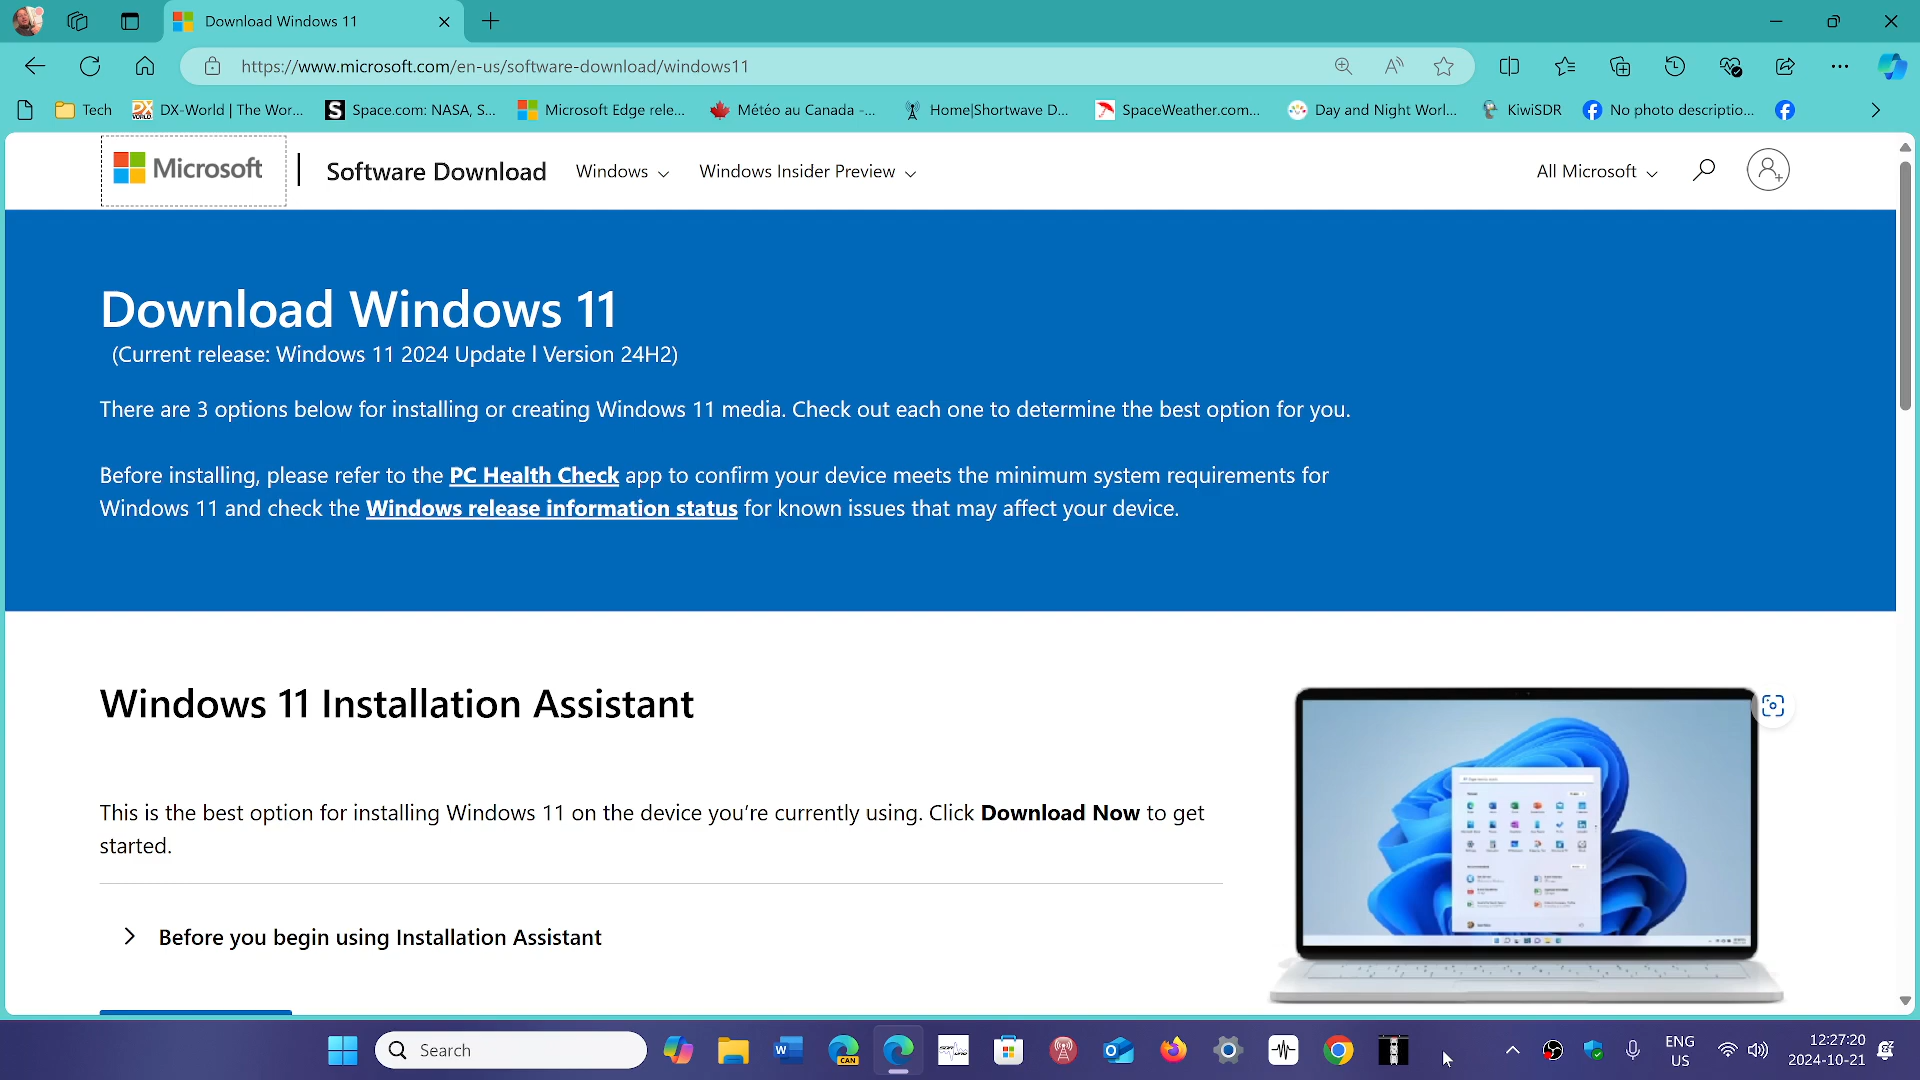 Download Windows 11
https://www.microsoft.com/en-us/software-download/windows11
Tech
DX-World | The Wor...
Space.com: NASA, S...
Microsoft Edge rele...
Météo au Canada -...
Home|Shortwave D...
SpaceWeather.com...
Day and Night Worl...
KiwiSDR
No photo descriptio...
Microsoft
Software Download
Windows
Windows Insider Preview
All Microsoft
Download Windows 11
(Current release: Windows 11 2024 Update l Version 24H2)
There are 3 options below for installing or creating Windows 11 media. Check out each one to determine the best option for you.
Before installing, please refer to the PC Health Check app to confirm your device meets the minimum system requirements for
Windows 11 and check the Windows release information status for known issues that may affect your device.
Windows 11 Installation Assistant
This is the best option for installing Windows 11 on the device you’re currently using. Click Download Now to get
started.
Before you begin using Installation Assistant
Search
CAN
ENG
US
12:27:20
2024-10-21